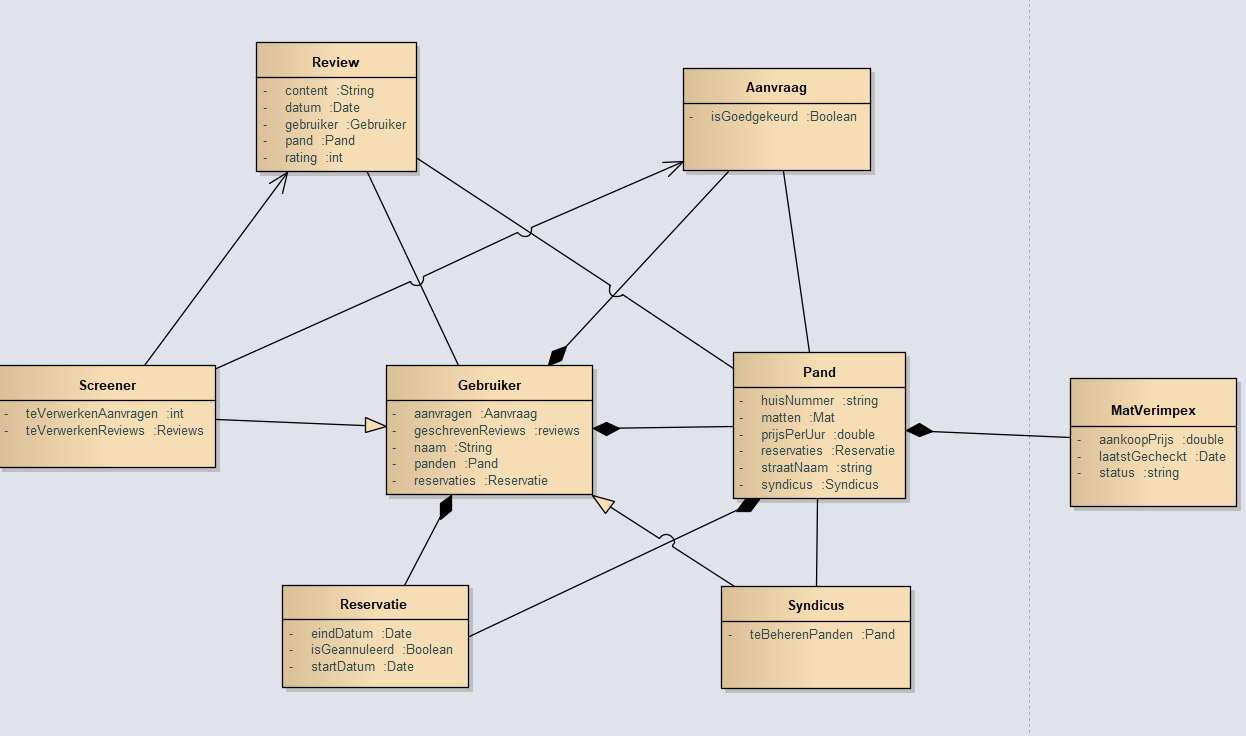 Review
- content :String
- datum :Date
- gebruiker :Gebruiker
- pand :Pand
- rating :int
Aanvraag
- isGoedgekeurd :Boolean
Screener
- teVerwerkenAanvragen :int
- teVerwerkenReviews :Reviews
Gebruiker
- aanvragen :Aanvraag
- geschrevenReviews :reviews
- naam :String
- panden :Pand
- reservaties :Reservatie
Pand
- huisNummer :string
- matten :Mat
- prijsPerUur :double
- reservaties :Reservatie
- straatNaam :string
- syndicus :Syndicus
MatVerimpex
- aankoopPrijs :double
- laatstGecheckt :Date
- status :string
Reservatie
- eindDatum :Date
- isGeannuleerd :Boolean
- startDatum :Date
Syndicus
- teBeherenPanden :Pand